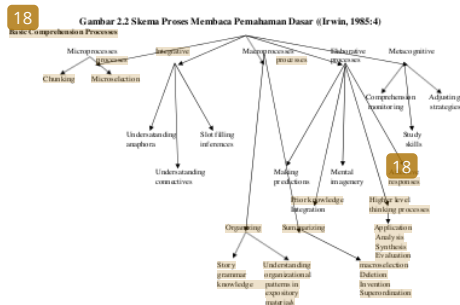 18
Gambar 2.2 Skema Proses Membaca Pemahaman Dasar ((Irwin, 1985:4)
Basic Comprehension Processes
Microprocesses Integrative Macroprocesses Elaborative Metacognitive
processes processes processes
Chunking Microselection
Comprehension monitoring
Adjusting strategies
Understanding anaphora
Slot filling inferences
Study skills
Understanding connectives
Making predictions
Mental imagenery
18
responses
Prior knowledge Integration
Higher level thinking processes
Organizing
Summarizing
Application
Analysis
Synthesis
Evaluation
Story grammar knowledge
Understanding organizational patterns in expository materials
macroselection
Deletion
Invention
Superordination